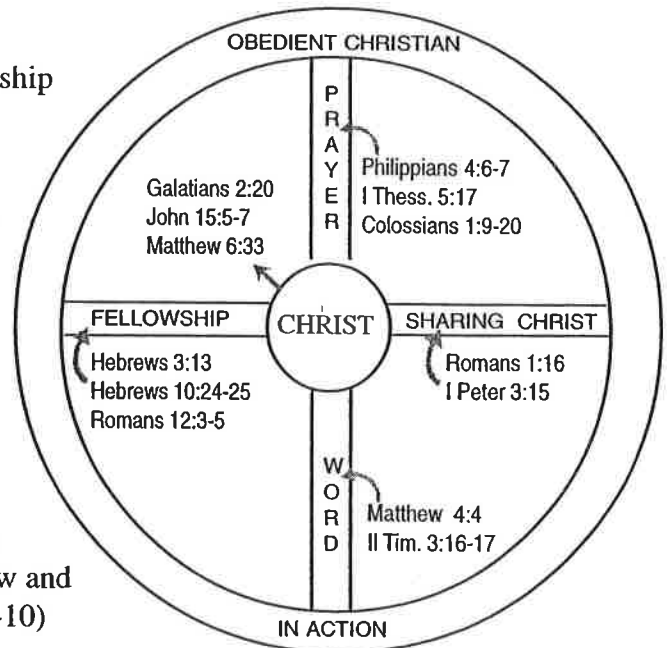 OBEDIENT CHRISTIAN
ship
PRAYER
Philippians 4:6-7
I Thess. 5:17
Colossians 1:9-20
Galatians 2:20
John 15:5-7
Matthew 6:33
FELLOWSHIP
CHRIST
SHARING CHRIST
Hebrews 3:13
Hebrews 10:24-25
Romans 12:3-5
Romans 1:16
I Peter 3:15
WORD
Matthew 4:4
II Tim. 3:16-17
w and
-10)
IN ACTION